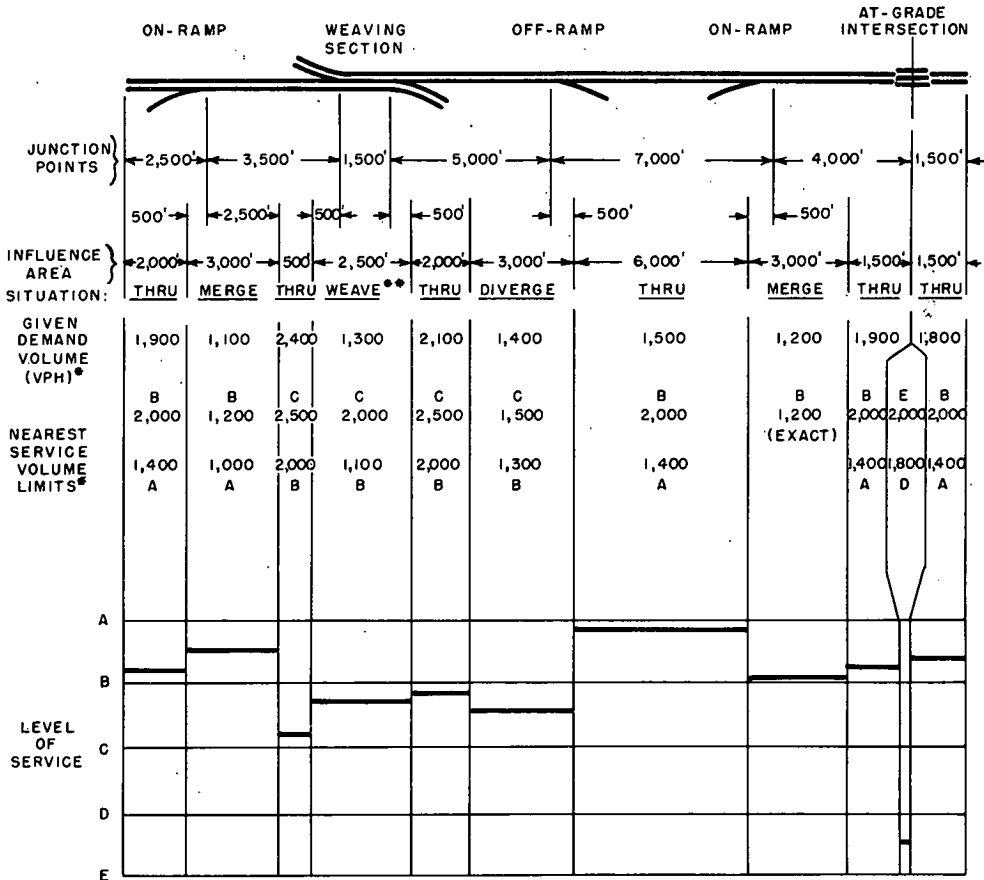 ON-RAMP WEAVING SECTION OFF-RAMP ON-RAMP AT-GRADE INTERSECTION
JUNCTION POINTS
2,500' 3,500' 1,500' 5,000' 7,000' 4,000' 1,500'
500' 2,500' 500' 500' 500' 500'
INFLUENCE AREA
2,000' 3,000' 500' 2,500' 2,000' 3,000' 6,000' 3,000' 1,500' 1,500'
SITUATION: THRU MERGE THRU WEAVE** THRU DIVERGE THRU MERGE THRU THRU
GIVEN DEMAND VOLUME (VPH)*
1,900 1,100 2,400 1,300 2,100 1,400 1,500 1,200 1,900 1,800
NEAREST SERVICE VOLUME LIMITS*
B B C C C C B B B E B
2,000 1,200 2,500 2,000 2,500 1,500 2,000 1,200 2,000 2,000 2,000
(EXACT)
1,400 1,000 2,000 1,100 2,000 1,300 1,400 1,400 1,800 1,400
A A B B B B A A D A
LEVEL OF SERVICE
A
B
C
D
E